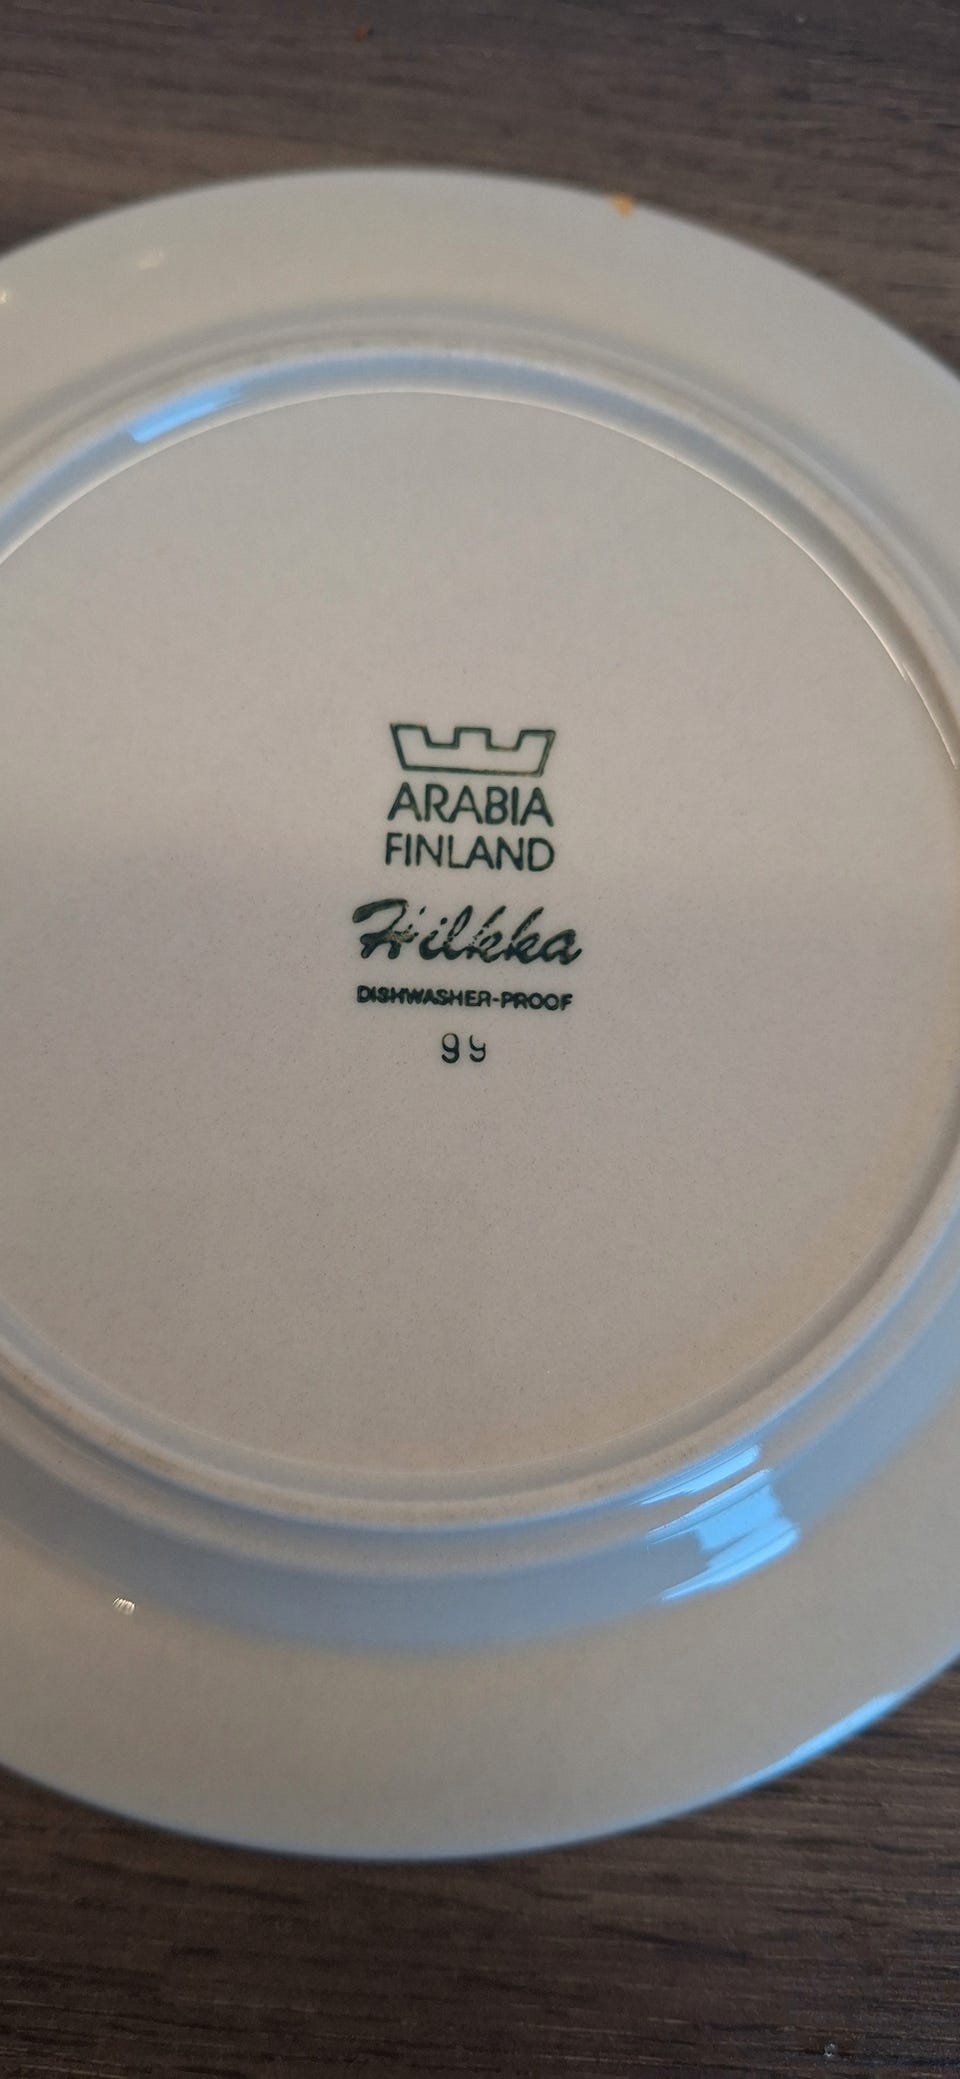 ARABIA
FINLAND
Hilkka
DISHWASHER-PROOF
99